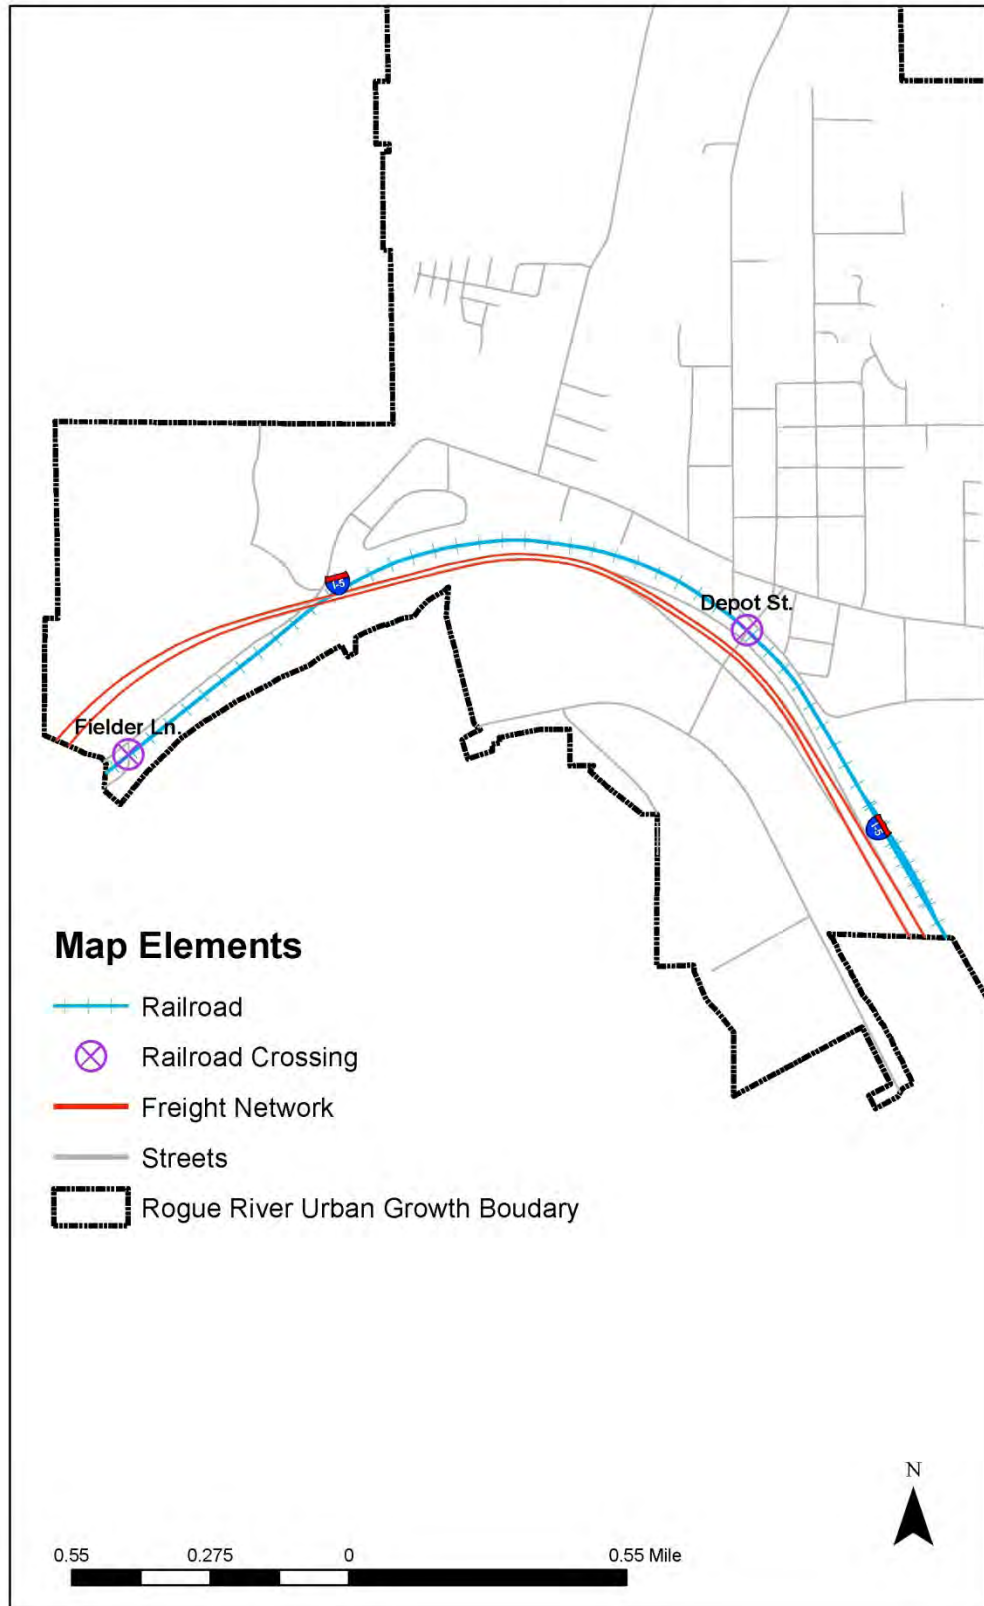 I-5
Depot St.
Fielder Ln.
I-5
Map Elements
Railroad
Railroad Crossing
Freight Network
Streets
Rogue River Urban Growth Boudary
N
0.55 0.275 0 0.55 Mile